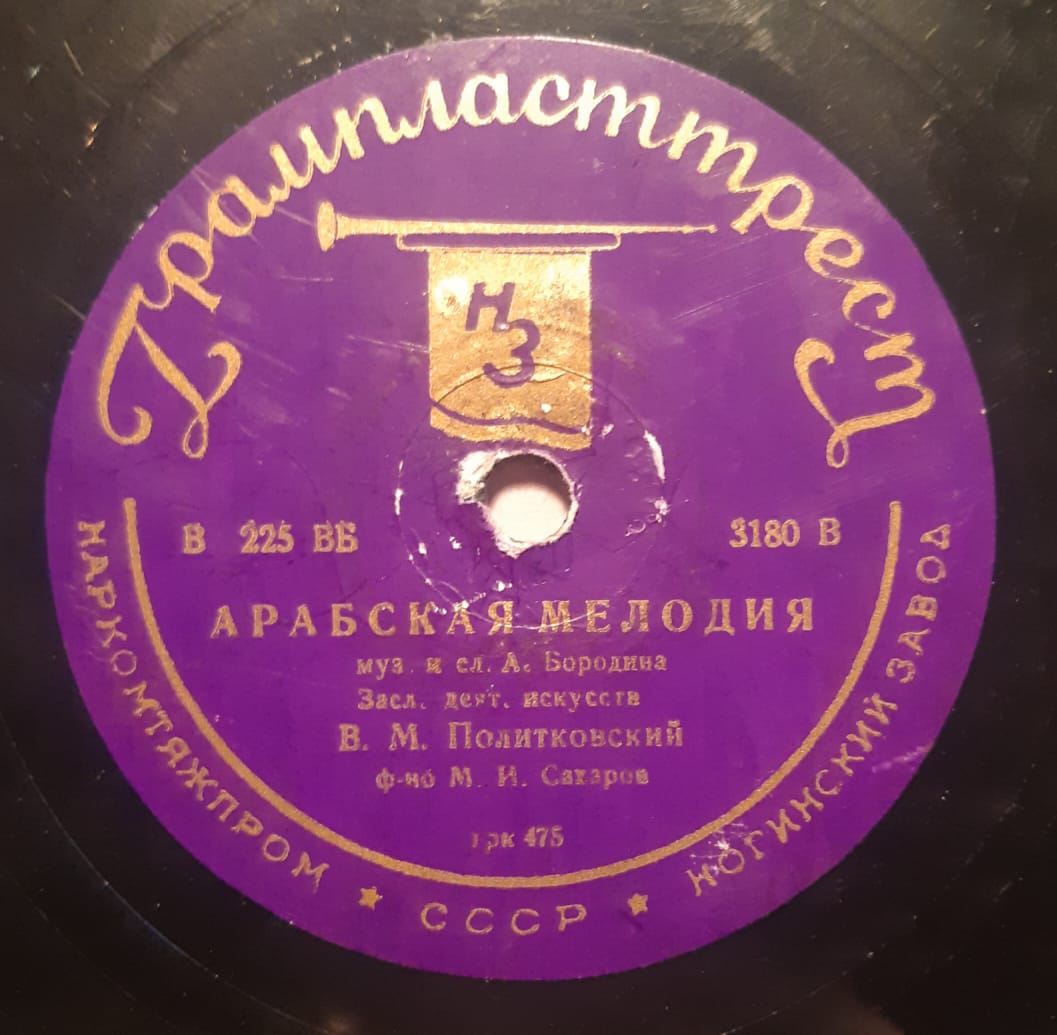 Грампласттрест
НЗ
В 225 ВБ
3180 В
АРАБСКАЯ МЕЛОДИЯ
муз. и сл. А. Бородина
Засл. деят. искусств
В. М. Политковский
ф-но М. И. Сахаров
грк 475
НАРКОМТЯЖПРОМ ★ СССР ★ НОГИНСКИЙ ЗАВОД